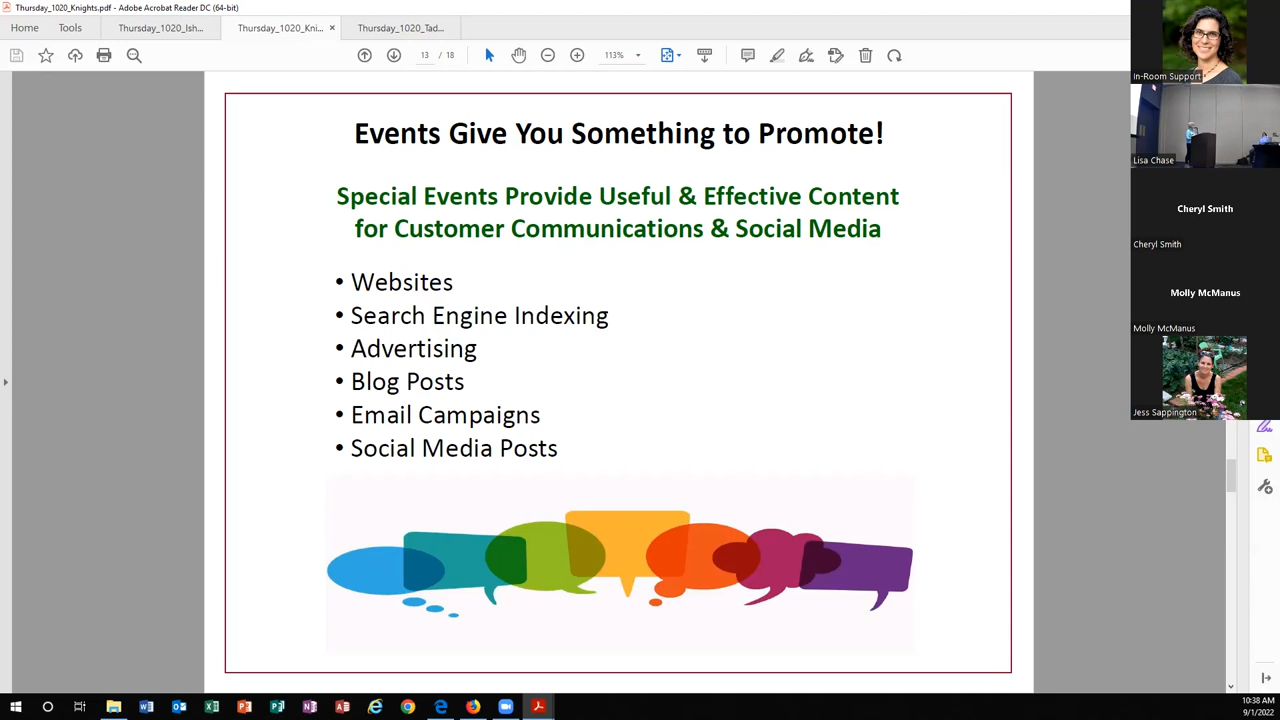 Thursday_1020_Knights.pdf - Adobe Acrobat Reader DC (64-bit)
Home Tools Thursday_1020_Ish... Thursday_1020_Kni... × Thursday_1020_Tad...
13 / 18 113%
Events Give You Something to Promote!
Special Events Provide Useful & Effective Content
for Customer Communications & Social Media
• Websites
• Search Engine Indexing
• Advertising
• Blog Posts
• Email Campaigns
• Social Media Posts
In-Room Support
Lisa Chase
Cheryl Smith
Cheryl Smith
Molly McManus
Molly McManus
Jess Sappington
10:38 AM
9/1/2022